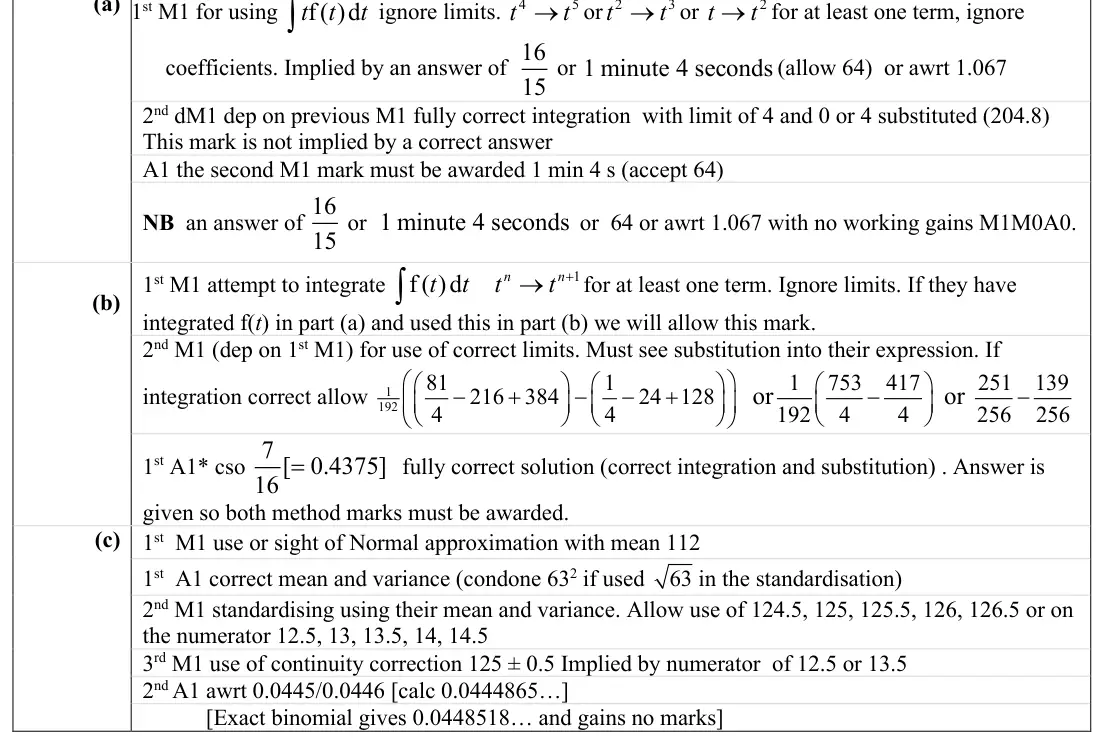 (a) 1st M1 for using ∫tf(t)dt ignore limits. t⁴ → t⁵ or t² → t³ or t → t² for at least one term, ignore
coefficients. Implied by an answer of 16/15 or 1 minute 4 seconds (allow 64) or awrt 1.067
2nd dM1 dep on previous M1 fully correct integration with limit of 4 and 0 or 4 substituted (204.8)
This mark is not implied by a correct answer
A1 the second M1 mark must be awarded 1 min 4 s (accept 64)
NB an answer of 16/15 or 1 minute 4 seconds or 64 or awrt 1.067 with no working gains M1M0A0.
(b) 1st M1 attempt to integrate ∫f(t)dt tⁿ → tⁿ⁺¹ for at least one term. Ignore limits. If they have
integrated f(t) in part (a) and used this in part (b) we will allow this mark.
2nd M1 (dep on 1st M1) for use of correct limits. Must see substitution into their expression. If
integration correct allow 1/192((81/4 − 216 + 384) − (1/4 − 24 + 128)) or 1/192(753/4 − 417/4) or 251/256 − 139/256
1st A1* cso 7/16 [= 0.4375] fully correct solution (correct integration and substitution) . Answer is
given so both method marks must be awarded.
(c) 1st M1 use or sight of Normal approximation with mean 112
1st A1 correct mean and variance (condone 63² if used √63 in the standardisation)
2nd M1 standardising using their mean and variance. Allow use of 124.5, 125, 125.5, 126, 126.5 or on
the numerator 12.5, 13, 13.5, 14, 14.5
3rd M1 use of continuity correction 125 ± 0.5 Implied by numerator of 12.5 or 13.5
2nd A1 awrt 0.0445/0.0446 [calc 0.0444865…]
[Exact binomial gives 0.0448518… and gains no marks]